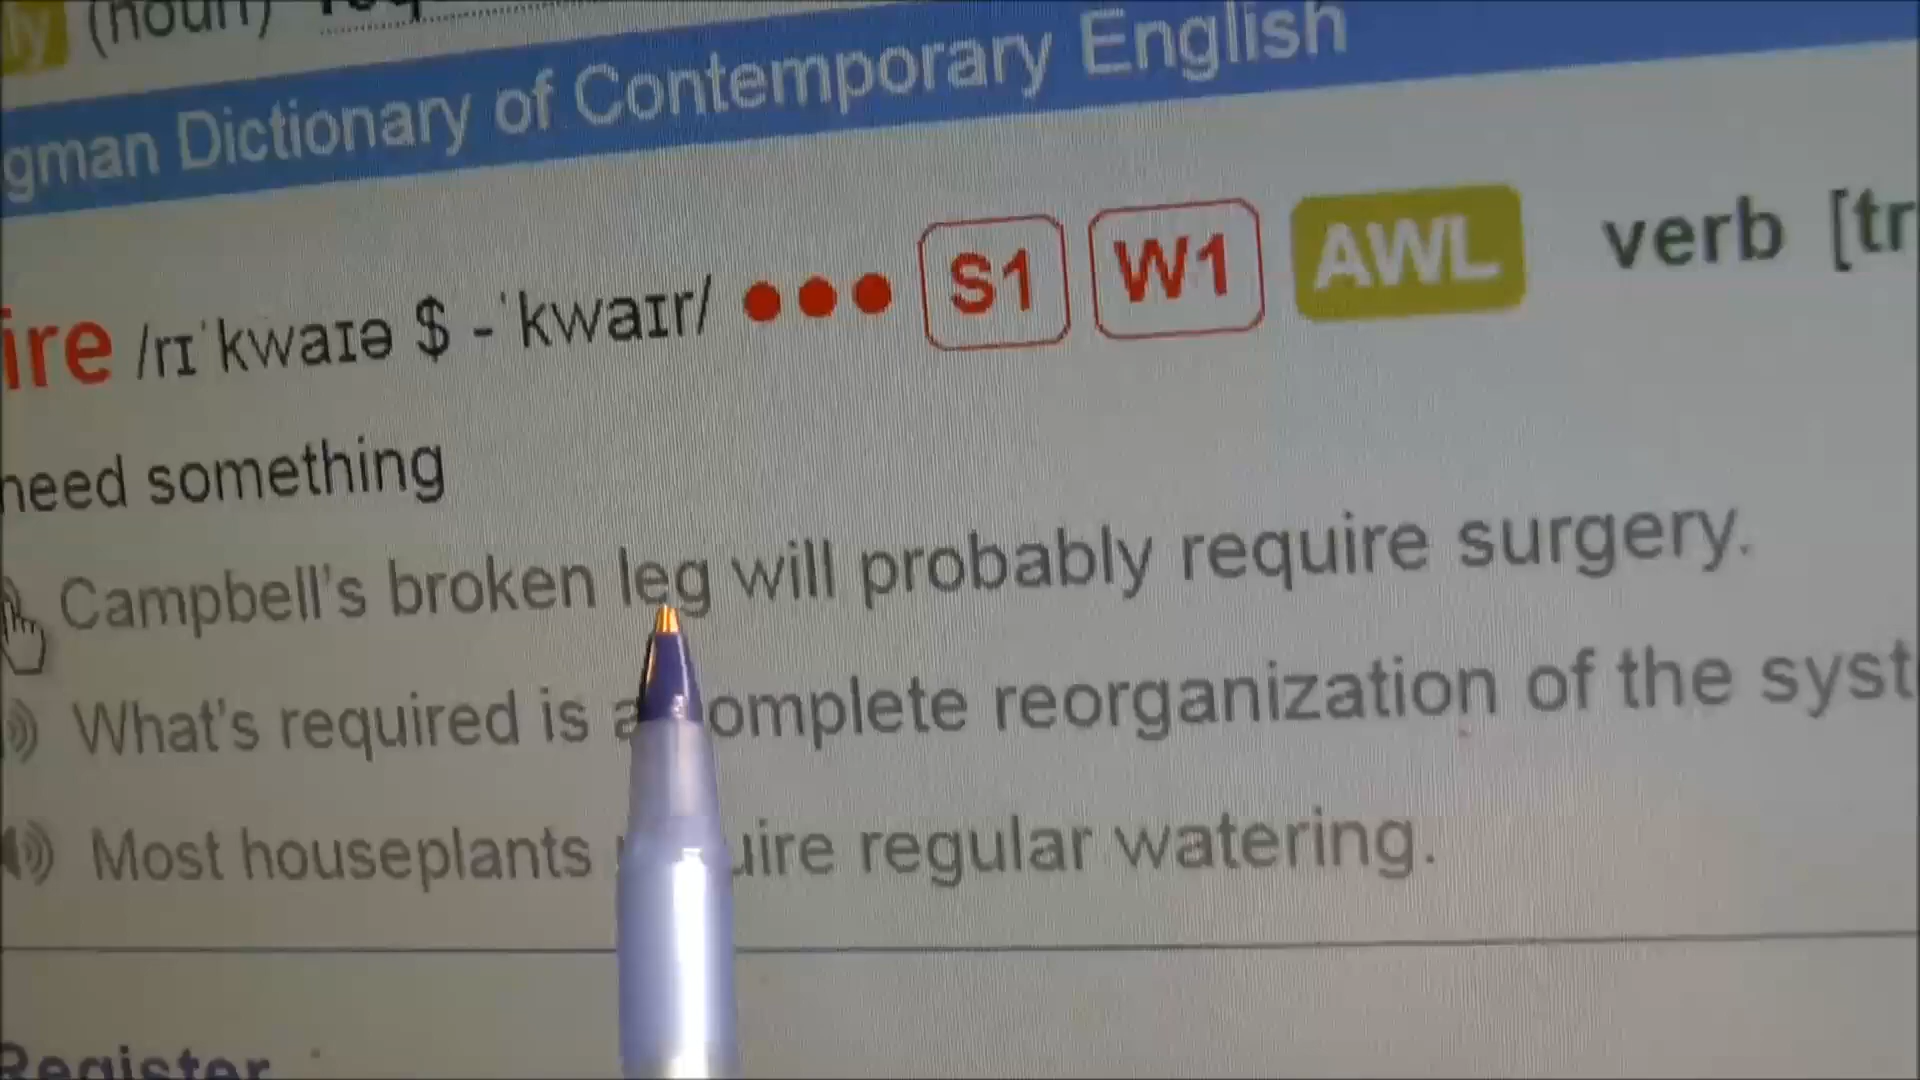 (noun)
gman Dictionary of Contemporary English
ire /rɪˈkwaɪə $ -ˈkwaɪr/ ●●● S1 W1 AWL verb [tr
need something
Campbell's broken leg will probably require surgery.
What's required is a omplete reorganization of the syst
Most houseplants uire regular watering.
Register